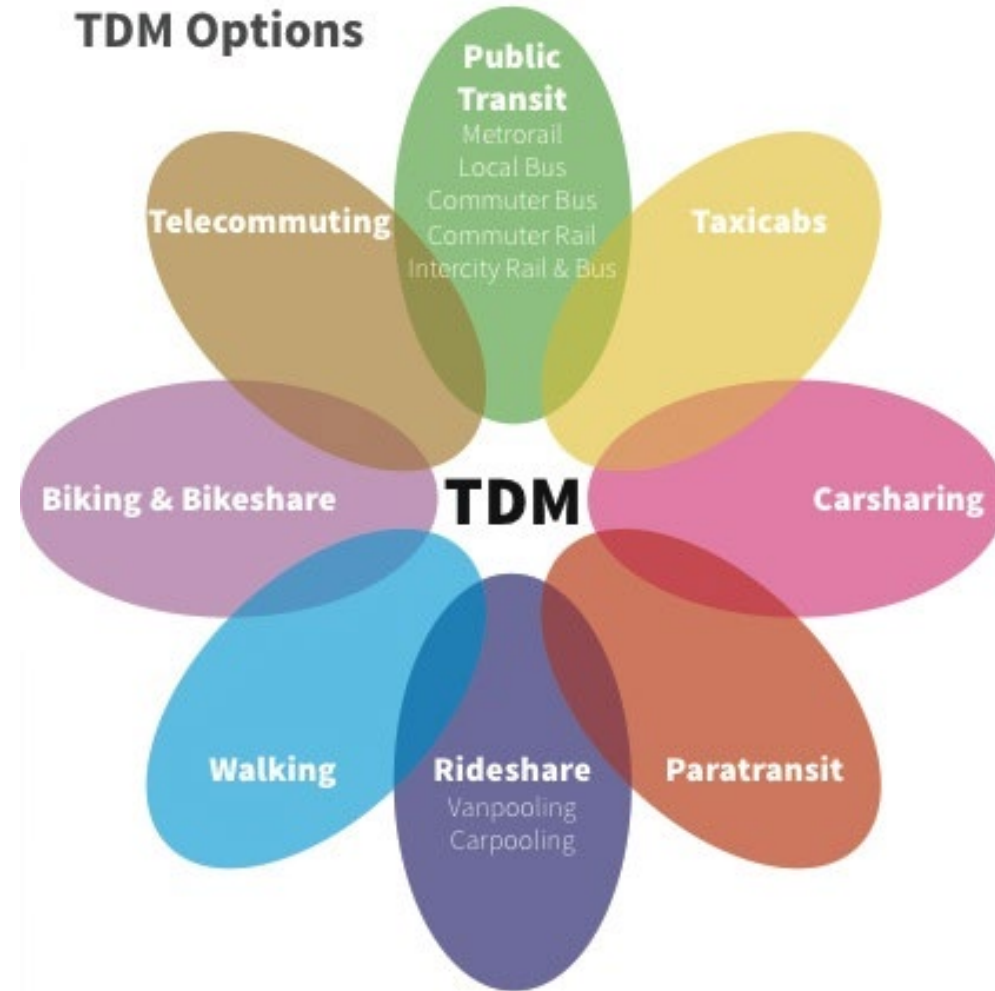 TDM Options
Public
Transit
Metrorail
Local Bus
Commuter Bus
Commuter Rail
Intercity Rail & Bus
Telecommuting
Taxicabs
Biking & Bikeshare
TDM
Carsharing
Walking
Rideshare
Vanpooling
Carpooling
Paratransit